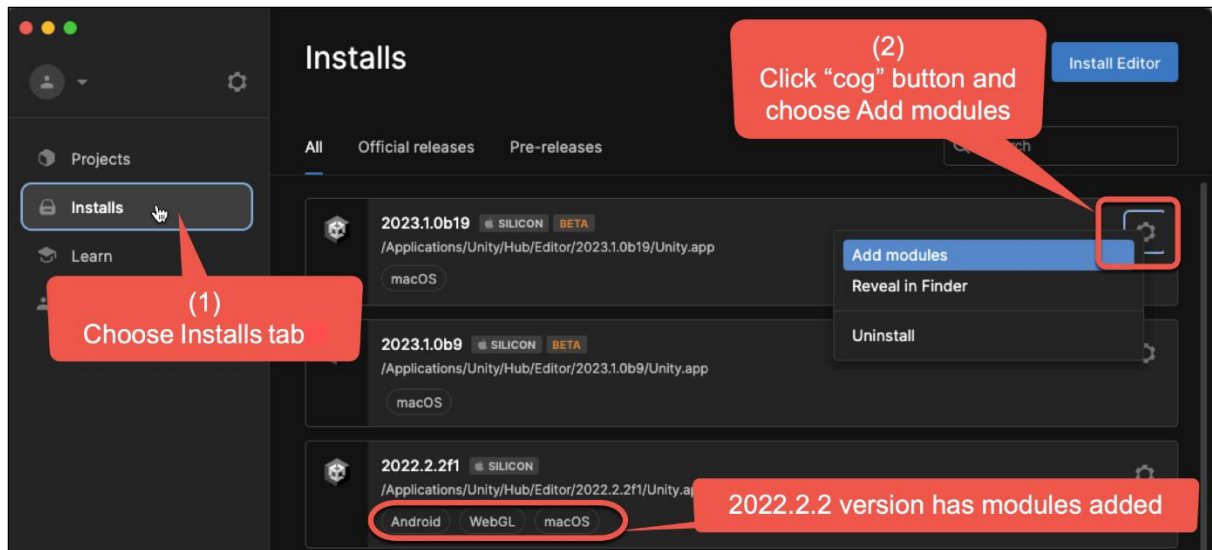 Installs
(2)
Click “cog” button and
choose Add modules
Install Editor
Projects
Installs
Learn
(1)
Choose Installs tab
All Official releases Pre-releases
2023.1.0b19 SILICON BETA
/Applications/Unity/Hub/Editor/2023.1.0b19/Unity.app
macOS
Add modules
Reveal in Finder
Uninstall
2023.1.0b9 SILICON BETA
/Applications/Unity/Hub/Editor/2023.1.0b9/Unity.app
macOS
2022.2.2f1 SILICON
/Applications/Unity/Hub/Editor/2022.2.2f1/Unity.a
Android WebGL macOS
2022.2.2 version has modules added